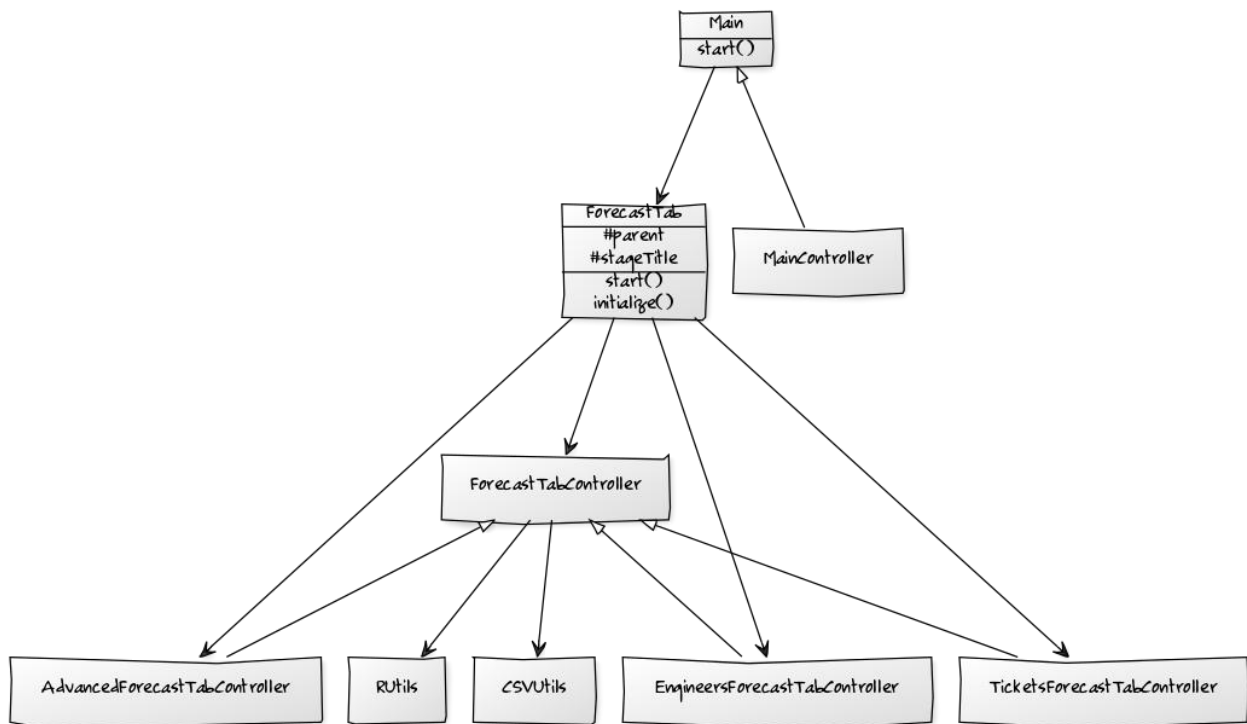 Main
start()
ForecastTab
#parent
#stageTitle
start()
initialize()
MainController
ForecastTabController
AdvancedForecastTabController
RUtils
CSVUtils
EngineersForecastTabController
TicketsForecastTabController